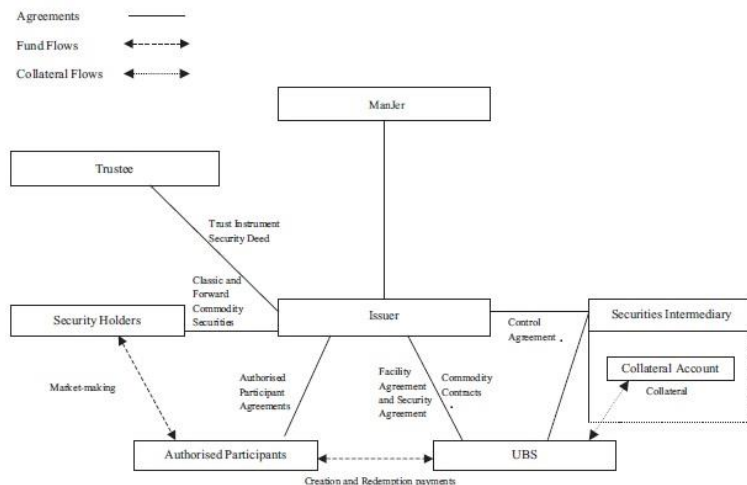 Agreements
Fund Flows
Collateral Flows
ManJer
Trustee
Trust Instrument
Security Deed
Classic and
Forward
Commodity
Securities
Security Holders
Issuer
Control
Agreement
Securities Intermediary
Collateral Account
Collateral
Market-making
Authorised
Participant
Agreements
Facility
Agreement
and Security
Agreement
Commodity
Contracts
Authorised Participants
UBS
Creation and Redemption payments